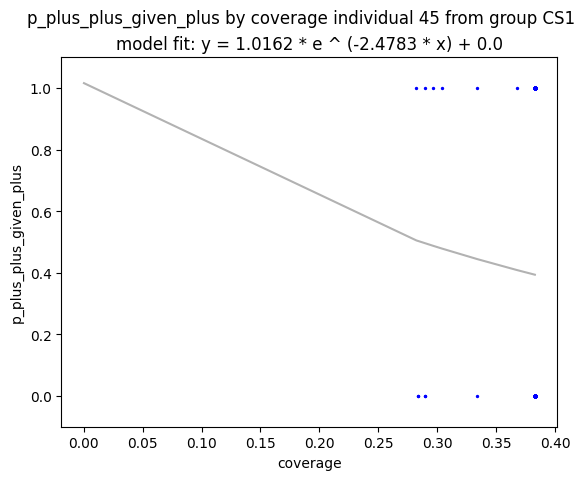 p_plus_plus_given_plus by coverage individual 45 from group CS1
model fit: y = 1.0162 * e ^ (-2.4783 * x) + 0.0
1.0
0.8
0.6
0.4
0.2
0.0
p_plus_plus_given_plus
0.00 0.05 0.10 0.15 0.20 0.25 0.30 0.35 0.40
coverage